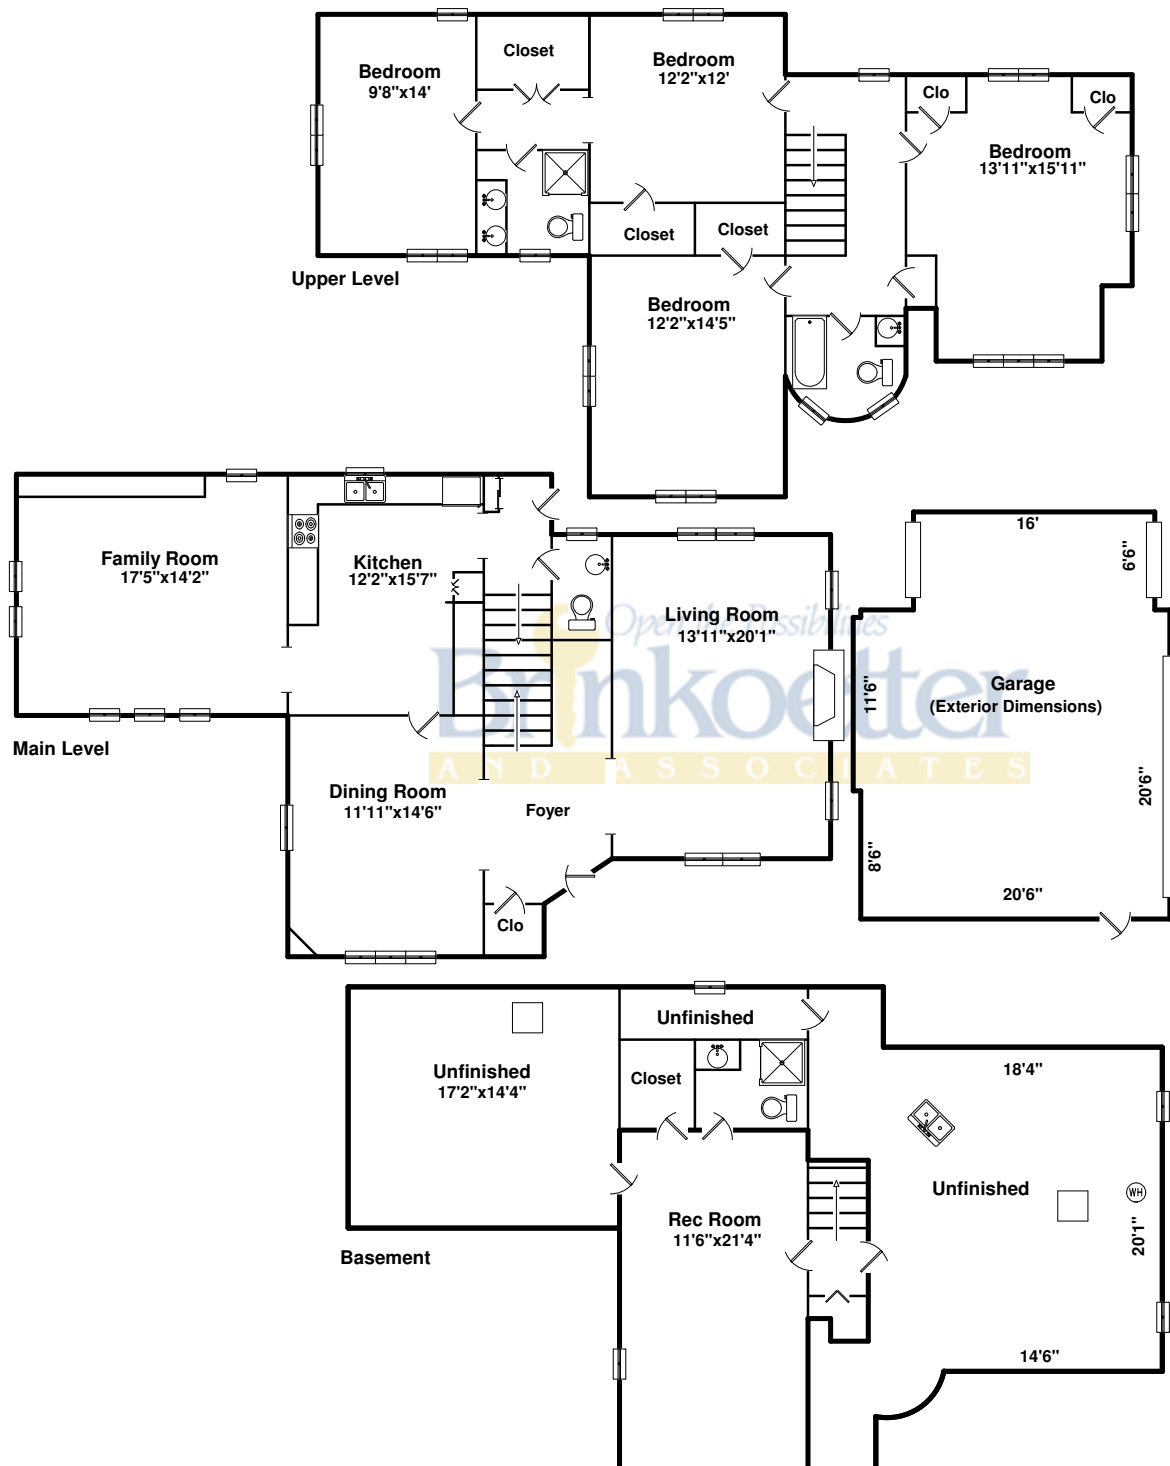 Closet
Bedroom
9'8"x14'
Bedroom
12'2"x12'
Clo
Clo
Bedroom
13'11"x15'11"
Closet
Closet
Upper Level
Bedroom
12'2"x14'5"
16'
6'6"
Family Room
17'5"x14'2"
Kitchen
12'2"x15'7"
Open the Possibilities
Living Room
13'11"x20'1"
Brinkoetter
AND ASSOCIATES
11'6"
Garage
(Exterior Dimensions)
Main Level
Dining Room
11'11"x14'6"
Foyer
20'6"
8'6"
20'6"
Clo
Unfinished
Unfinished
17'2"x14'4"
Closet
18'4"
Unfinished
WH
20'1"
Rec Room
11'6"x21'4"
Basement
14'6"